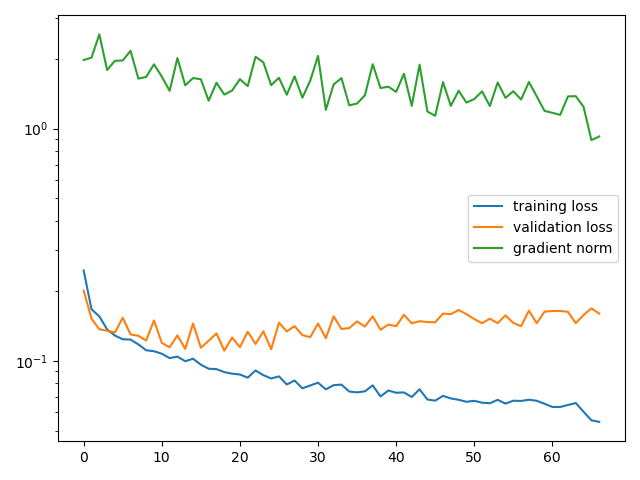 10⁰
10⁻¹
training loss
validation loss
gradient norm
0 10 20 30 40 50 60